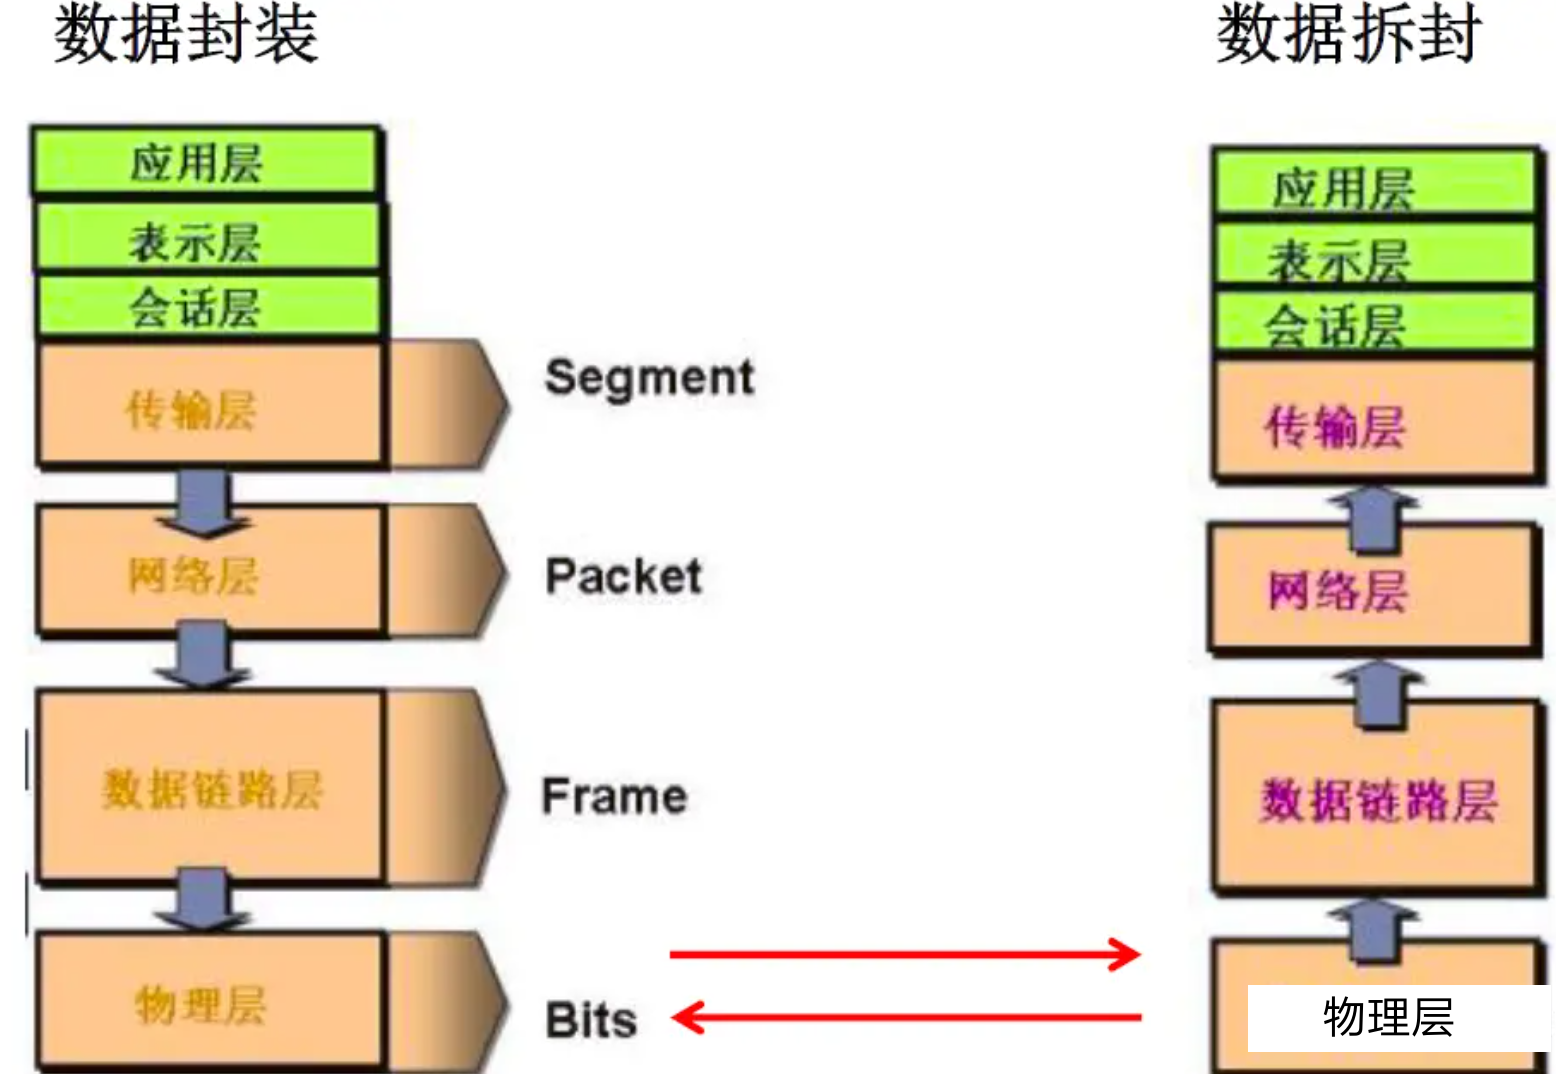 数据封装
数据拆封
应用层
表示层
会话层
传输层
Segment
网络层
Packet
数据链路层
Frame
物理层
Bits
应用层
表示层
会话层
传输层
网络层
数据链路层
物理层